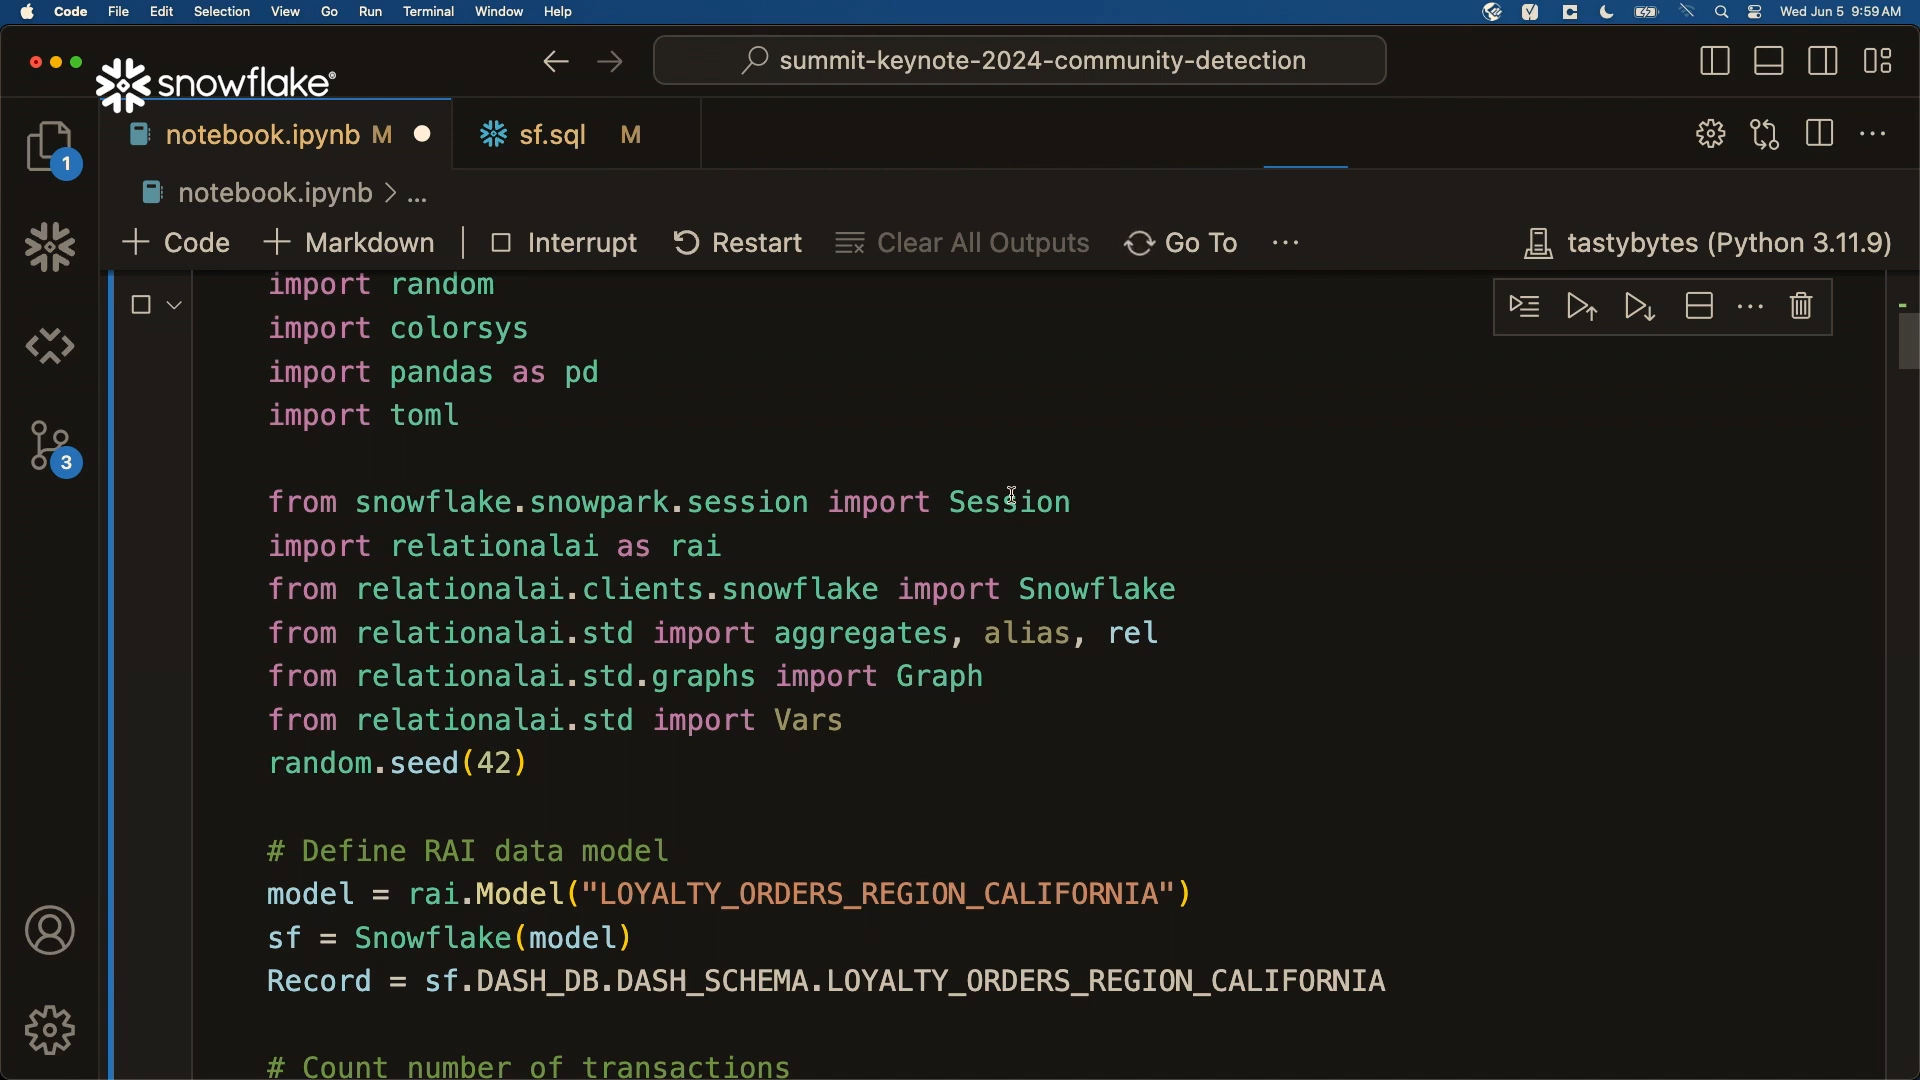 Code File Edit Selection View Go Run Terminal Window Help Wed Jun 5 9:59 AM
snowflake®
summit-keynote-2024-community-detection
notebook.ipynb M
sf.sql M
notebook.ipynb > ...
1
+ Code + Markdown | Interrupt Restart Clear All Outputs Go To ... tastybytes (Python 3.11.9)
import random
import colorsys
import pandas as pd
import toml
3
from snowflake.snowpark.session import Session
import relationalai as rai
from relationalai.clients.snowflake import Snowflake
from relationalai.std import aggregates, alias, rel
from relationalai.std.graphs import Graph
from relationalai.std import Vars
random.seed(42)
# Define RAI data model
model = rai.Model("LOYALTY_ORDERS_REGION_CALIFORNIA")
sf = Snowflake(model)
Record = sf.DASH_DB.DASH_SCHEMA.LOYALTY_ORDERS_REGION_CALIFORNIA
# Count number of transactions